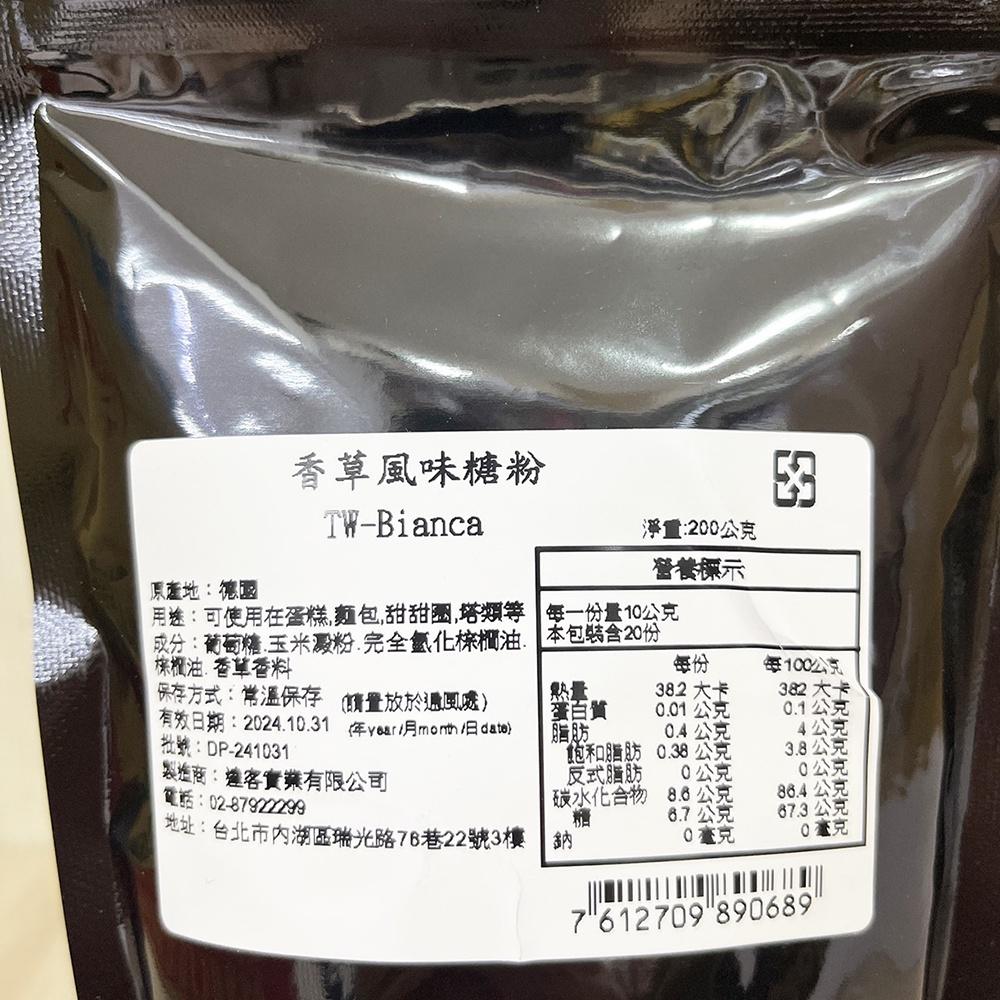 香草風味糖粉
TW-Bianca
淨重:200公克
原產地：德國
用途：可使用在蛋糕,麵包,甜甜圈,塔類等
成分：葡萄糖.玉米澱粉.完全氫化棕櫚油.
棕櫚油.香草香料
保存方式：常溫保存 (請量放於通風處)
有效日期：2024.10.31 (年year/月month/日date)
批號：DP-241031
製造商：達客實業有限公司
電話：02-87922299
地址：台北市內湖區瑞光路76巷22號3樓
營養標示
每一份量10公克
本包裝含20份
每份 每100公克
熱量 38.2 大卡 382 大卡
蛋白質 0.01 公克 0.1 公克
脂肪 0.4 公克 4 公克
飽和脂肪 0.38 公克 3.8 公克
反式脂肪 0 公克 0 公克
碳水化合物 8.6 公克 86.4 公克
糖 6.7 公克 67.3 公克
鈉 0 毫克 0 毫克
7 612709 890689